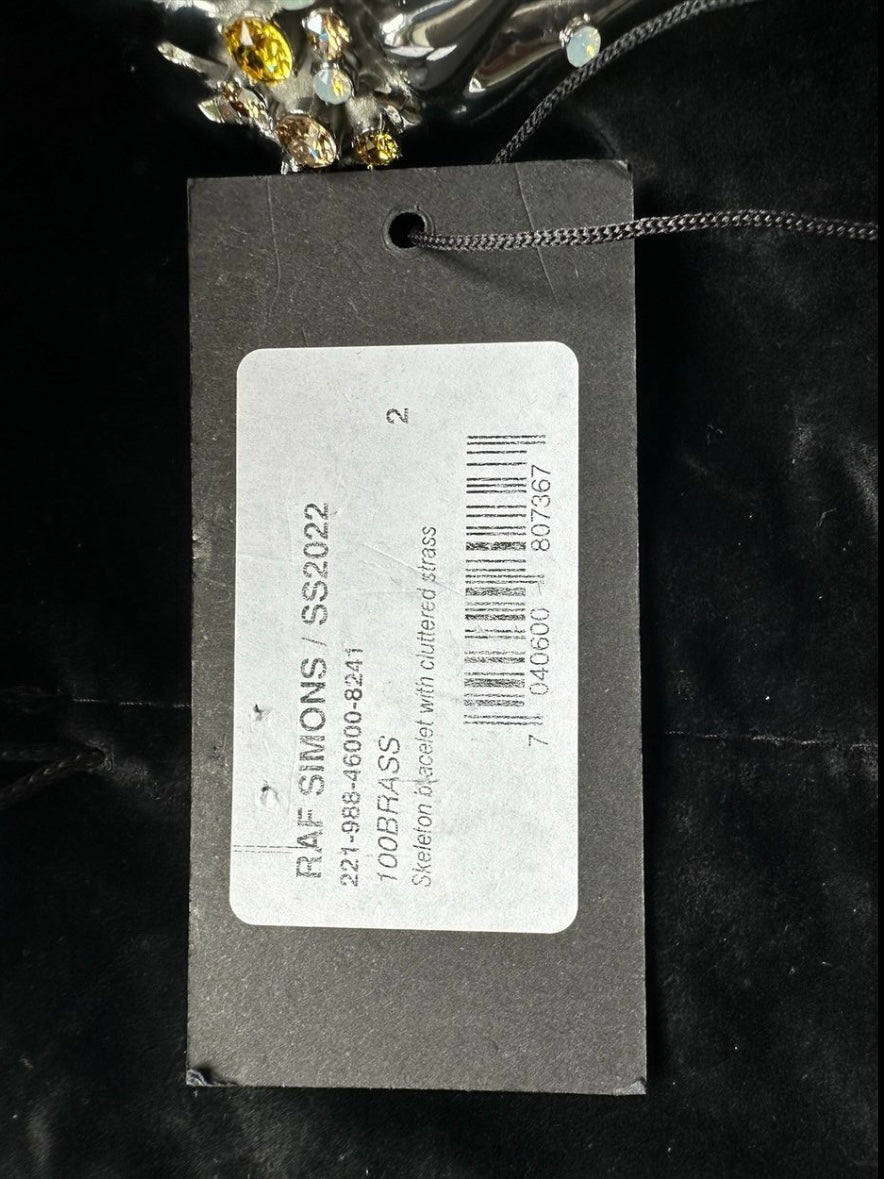 RAF SIMONS / SS2022
221-988-46000-8241
100BRASS 2
Skeleton bracelet with cluttered strass
7 040600 807367